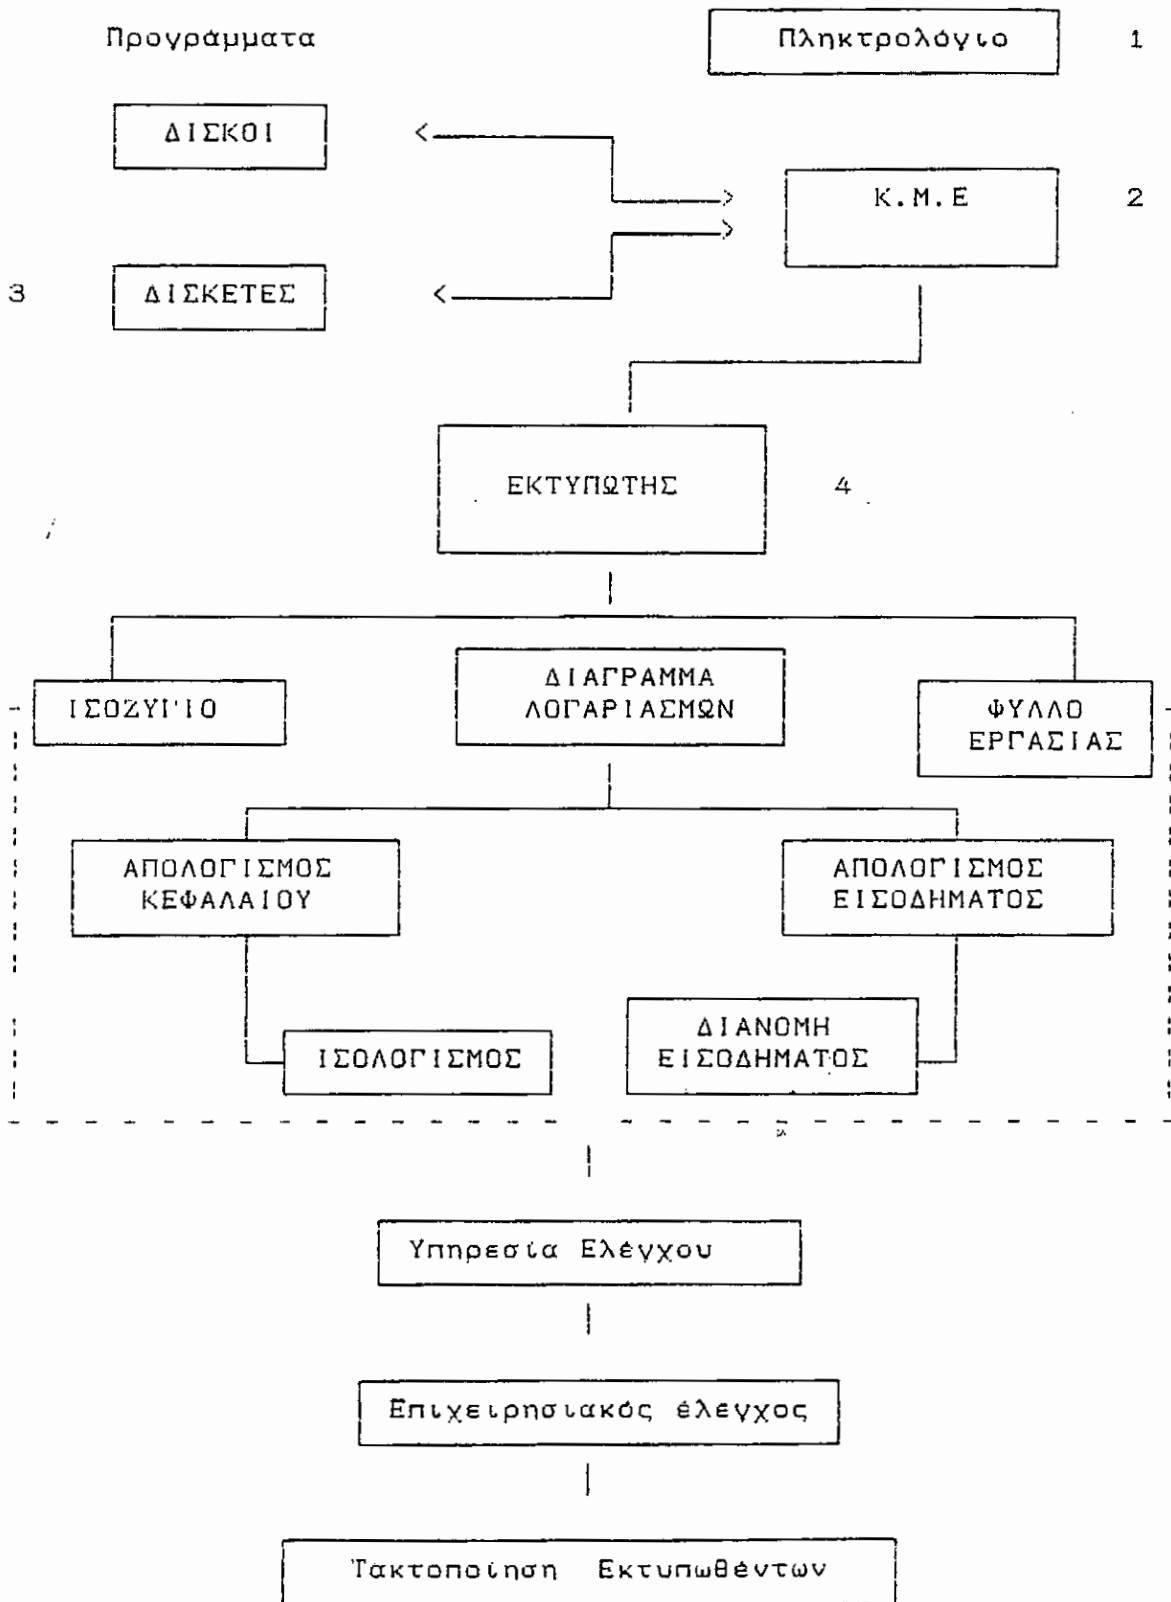 Προγράμματα
Πληκτρολόγιο 1
ΔΙΣΚΟΙ
Κ.Μ.Ε 2
3 ΔΙΣΚΕΤΕΣ
ΕΚΤΥΠΩΤΗΣ 4
ΙΣΟΖΥΓΙΟ
ΔΙΑΓΡΑΜΜΑ
ΛΟΓΑΡΙΑΣΜΩΝ
ΦΥΛΛΟ
ΕΡΓΑΣΙΑΣ
ΑΠΟΛΟΓΙΣΜΟΣ
ΚΕΦΑΛΑΙΟΥ
ΑΠΟΛΟΓΙΣΜΟΣ
ΕΙΣΟΔΗΜΑΤΟΣ
ΙΣΟΛΟΓΙΣΜΟΣ
ΔΙΑΝΟΜΗ
ΕΙΣΟΔΗΜΑΤΟΣ
Υπηρεσία Ελέγχου
Επιχειρησιακός έλεγχος
Τακτοποίηση Εκτυπωθέντων